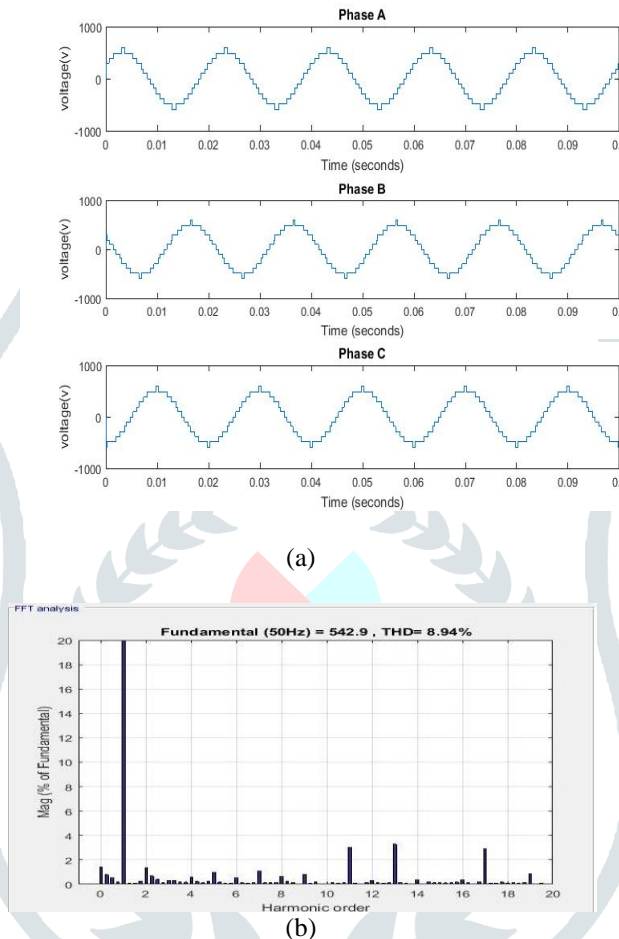 Phase A
1000
0
-1000
voltage(v)
0 0.01 0.02 0.03 0.04 0.05 0.06 0.07 0.08 0.09 0.
Time (seconds)
Phase B
1000
0
-1000
voltage(v)
0 0.01 0.02 0.03 0.04 0.05 0.06 0.07 0.08 0.09 0.
Time (seconds)
Phase C
1000
0
-1000
voltage(v)
0 0.01 0.02 0.03 0.04 0.05 0.06 0.07 0.08 0.09 0.
Time (seconds)
(a)
FFT analysis
Fundamental (50Hz) = 542.9 , THD= 8.94%
20
18
16
14
12
10
8
6
4
2
0
Mag (% of Fundamental)
0 2 4 6 8 10 12 14 16 18 20
Harmonic order
(b)